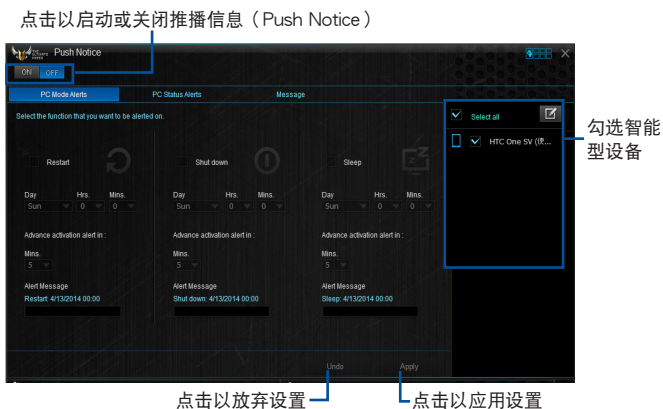 点击以启动或关闭推播信息（Push Notice）
THE ULTIMATE FORCE
Push Notice
ON OFF
PC Mode Alerts PC Status Alerts Message
Select the function that you want to be alerted on.
Select all
HTC One SV (便...
勾选智能
型设备
Restart Shut down Sleep
Day Hrs. Mins. Day Hrs. Mins. Day Hrs. Mins.
Sun 0 0 Sun 0 0 Sun 0 0
Advance activation alert in : Advance activation alert in : Advance activation alert in :
Mins. Mins. Mins.
5 5 5
Alert Message Alert Message Alert Message
Restart: 4/13/2014 00:00 Shut down: 4/13/2014 00:00 Sleep: 4/13/2014 00:00
Undo Apply
点击以放弃设置 点击以应用设置